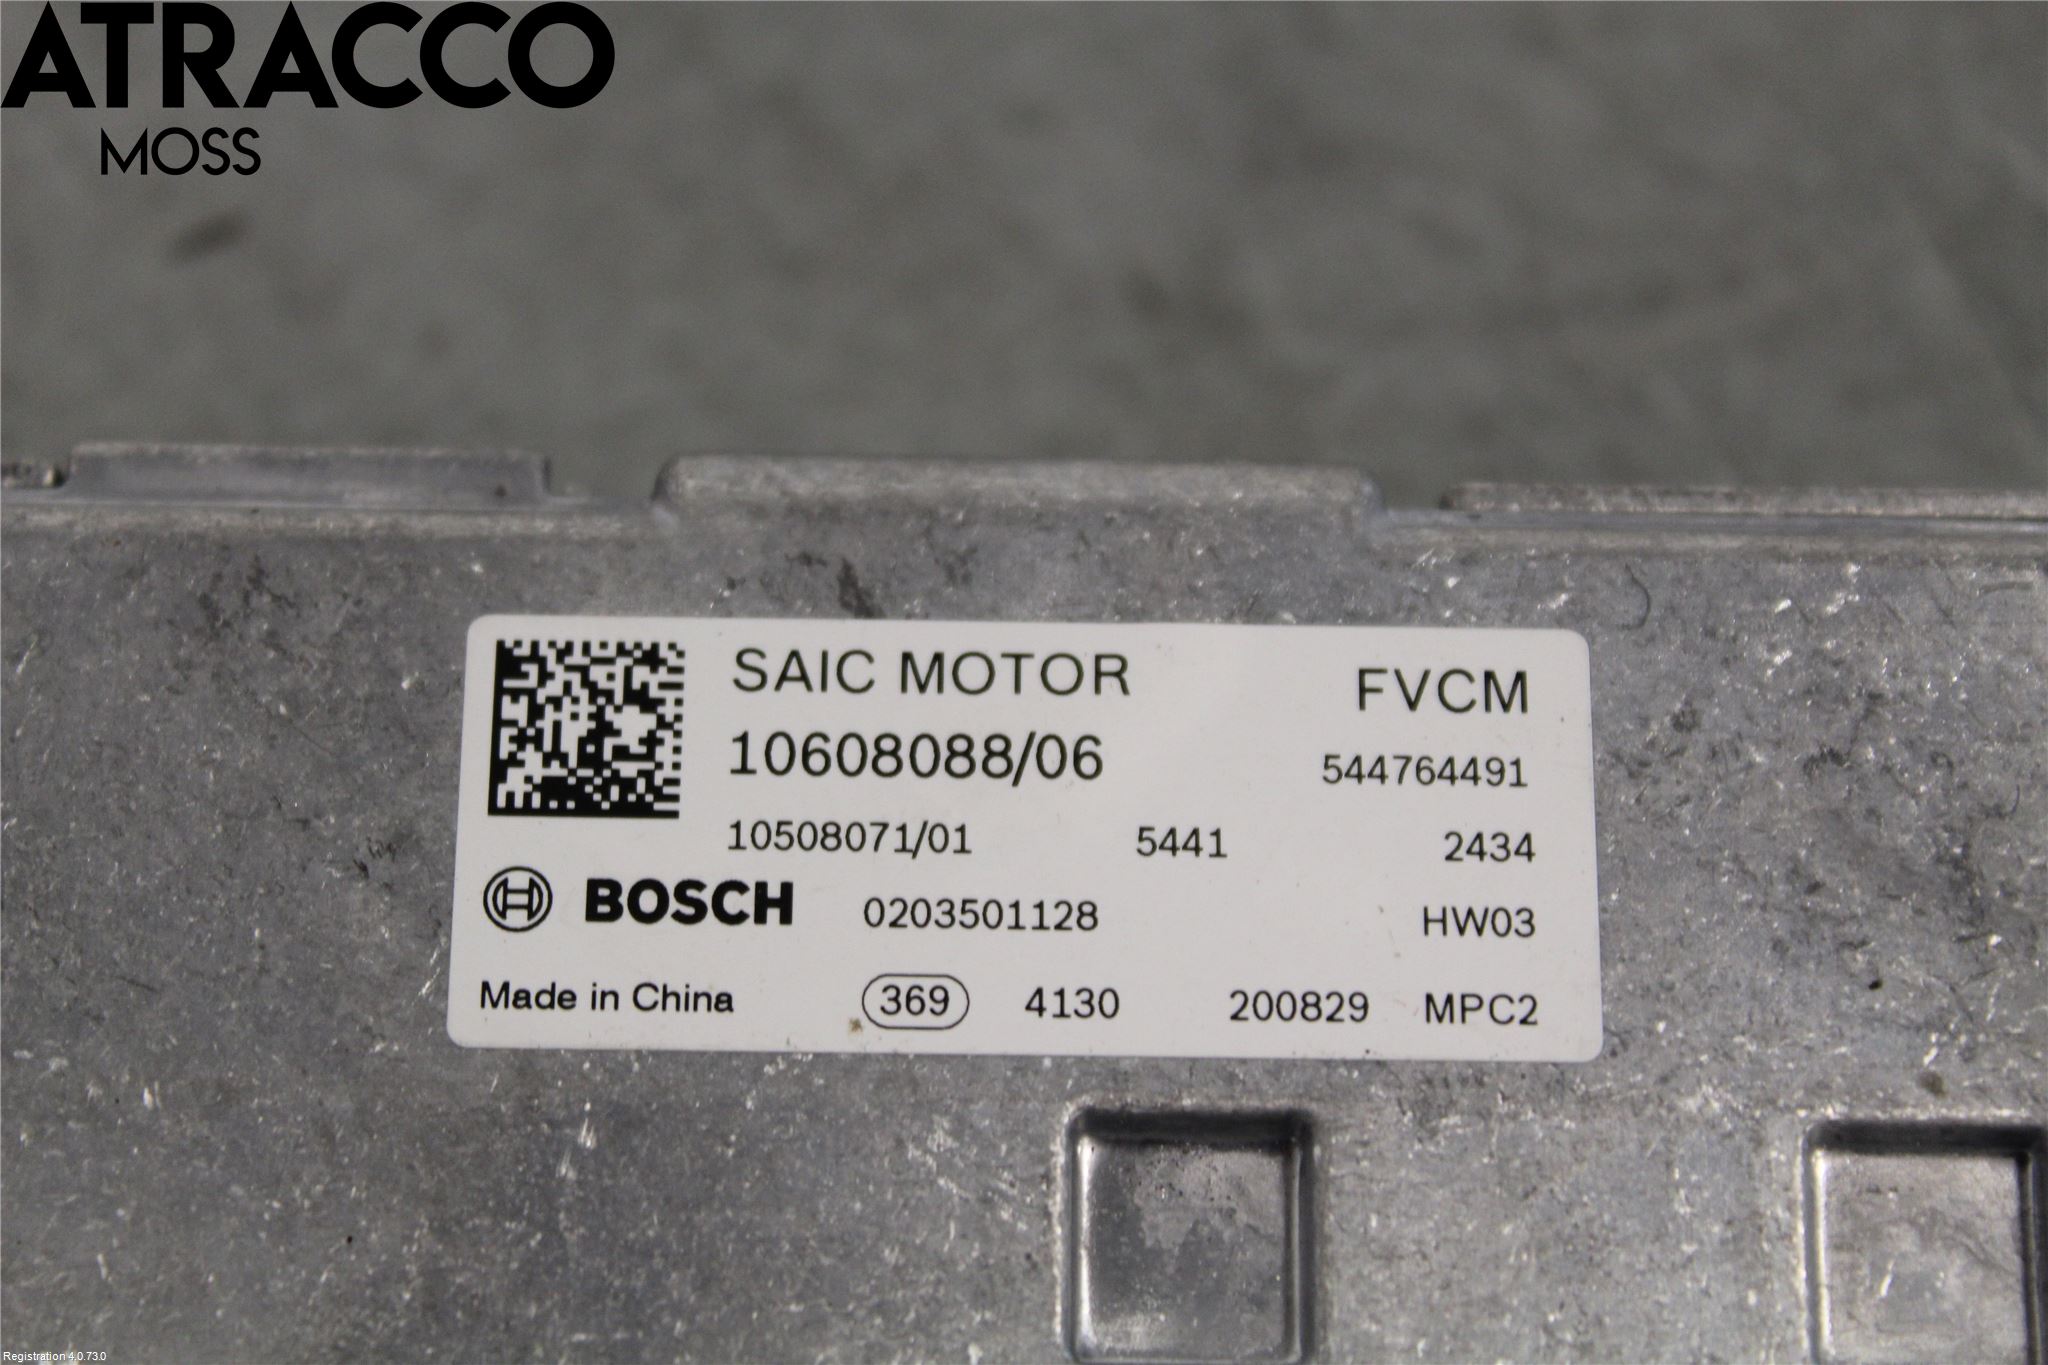 ATRACCO
MOSS
SAIC MOTOR FVCM
10608088/06 544764491
10508071/01 5441 2434
BOSCH 0203501128 HW03
Made in China 369 4130 200829 MPC2
Registration 4.0.73.0